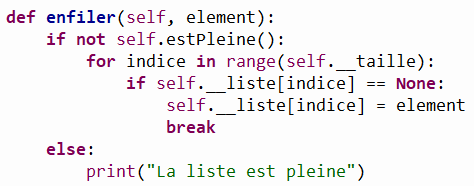 def enfiler(self, element):
    if not self.estPleine():
        for indice in range(self.__taille):
            if self.__liste[indice] == None:
                self.__liste[indice] = element
                break
    else:
        print("La liste est pleine")